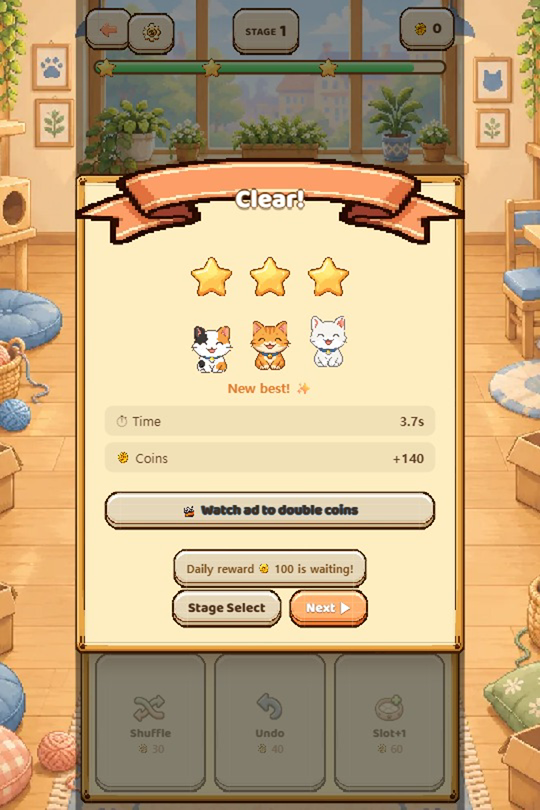 STAGE 1
0
Clear!
New best!
Time 3.7s
Coins +140
Watch ad to double coins
Daily reward 100 is waiting!
Stage Select
Next
Shuffle
30
Undo
40
Slot+1
60